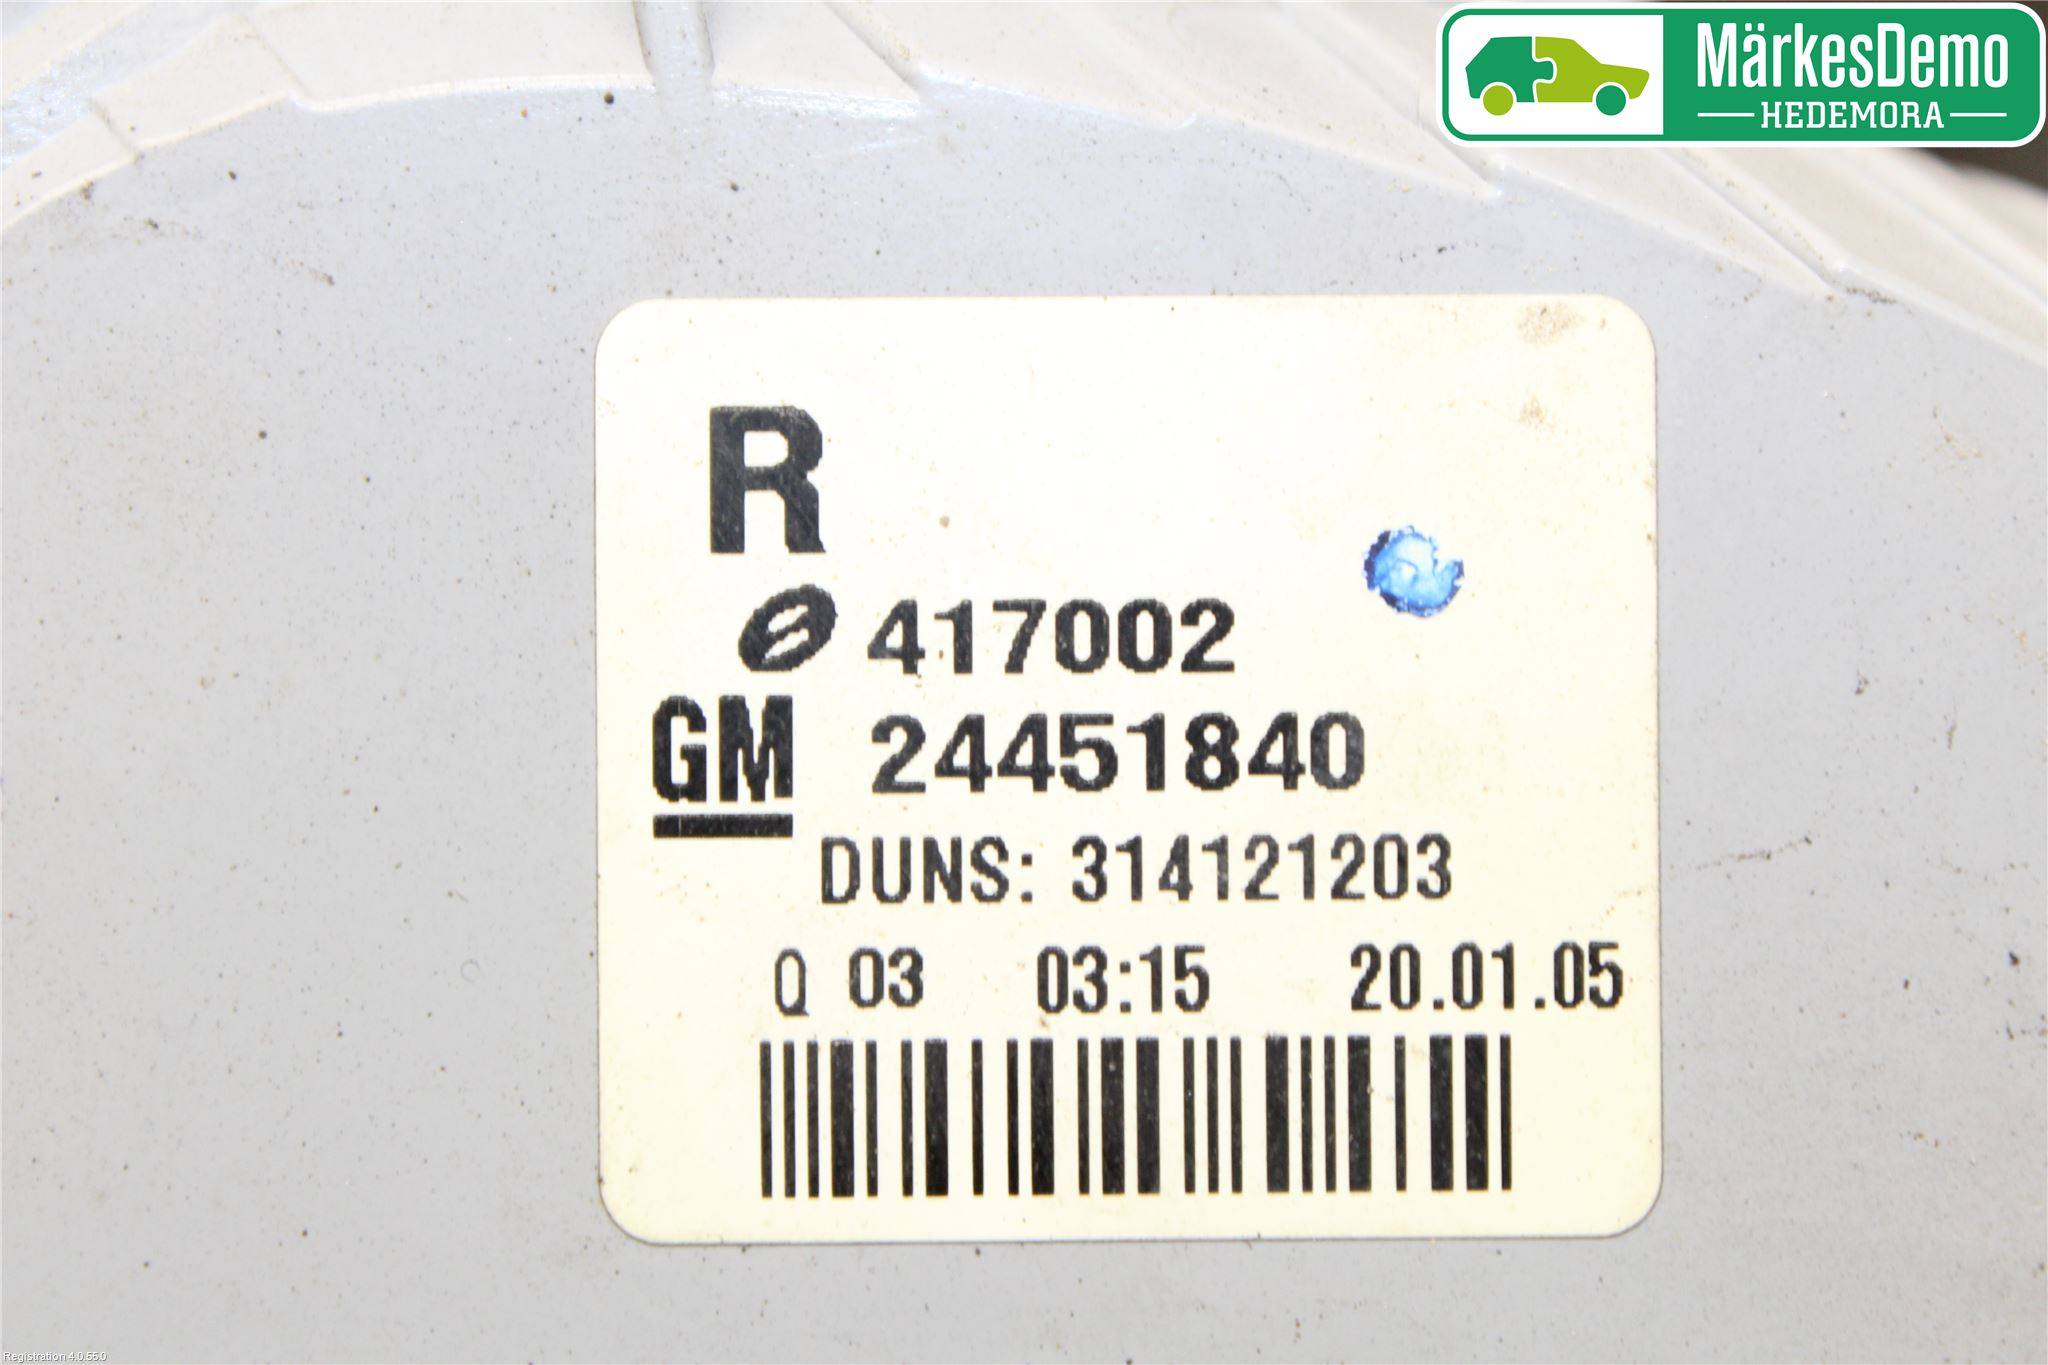 MärkesDemo
HEDEMORA
R
417002
GM 24451840
DUNS: 314121203
Q 03 03:15 20.01.05
Registration 4.0.55.0